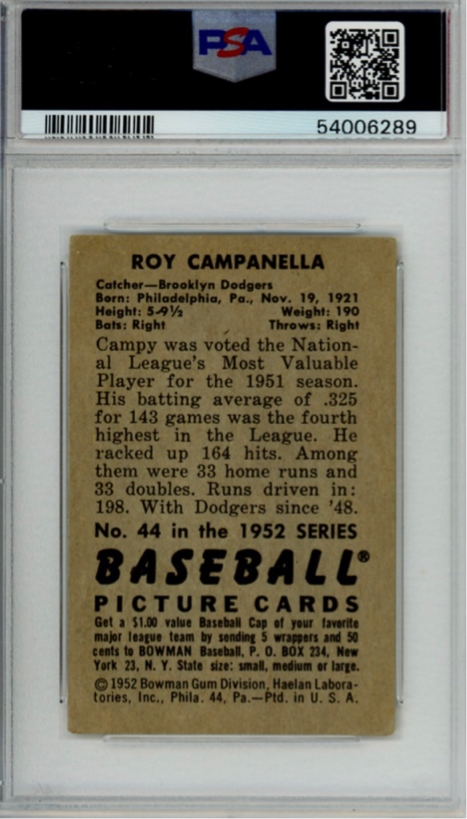 PSA
54006289
ROY CAMPANELLA
Catcher—Brooklyn Dodgers
Born: Philadelphia, Pa., Nov. 19, 1921
Height: 5-9½ Weight: 190
Bats: Right Throws: Right
Campy was voted the Nation-
al League's Most Valuable
Player for the 1951 season.
His batting average of .325
for 143 games was the fourth
highest in the League. He
racked up 164 hits. Among
them were 33 home runs and
33 doubles. Runs driven in:
198. With Dodgers since '48.
No. 44 in the 1952 SERIES
BASEBALL®
PICTURE CARDS
Get a $1.00 value Baseball Cap of your favorite
major league team by sending 5 wrappers and 50
cents to BOWMAN Baseball, P. O. BOX 234, New
York 23, N. Y. State size: small, medium or large.
©1952 Bowman Gum Division, Haelan Labora-
tories, Inc., Phila. 44, Pa.—Ptd. in U. S. A.